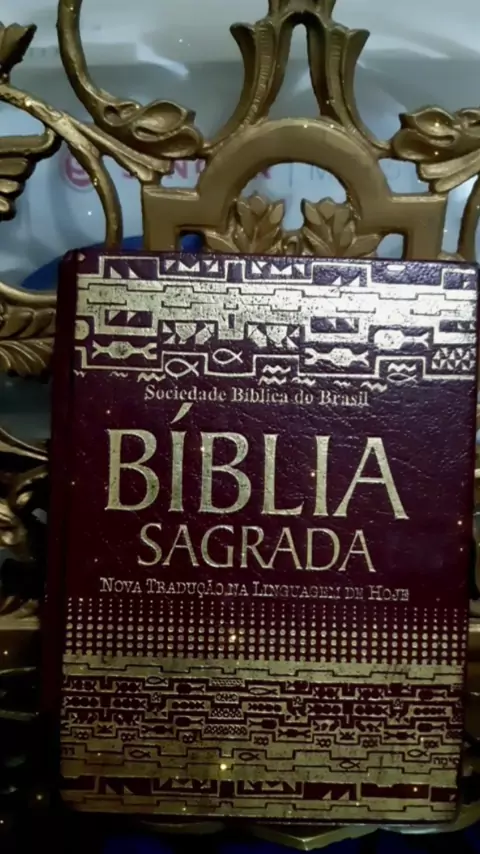 Sociedade Bíblica do Brasil
BÍBLIA
SAGRADA
NOVA TRADUÇÃO NA LINGUAGEM DE HOJE